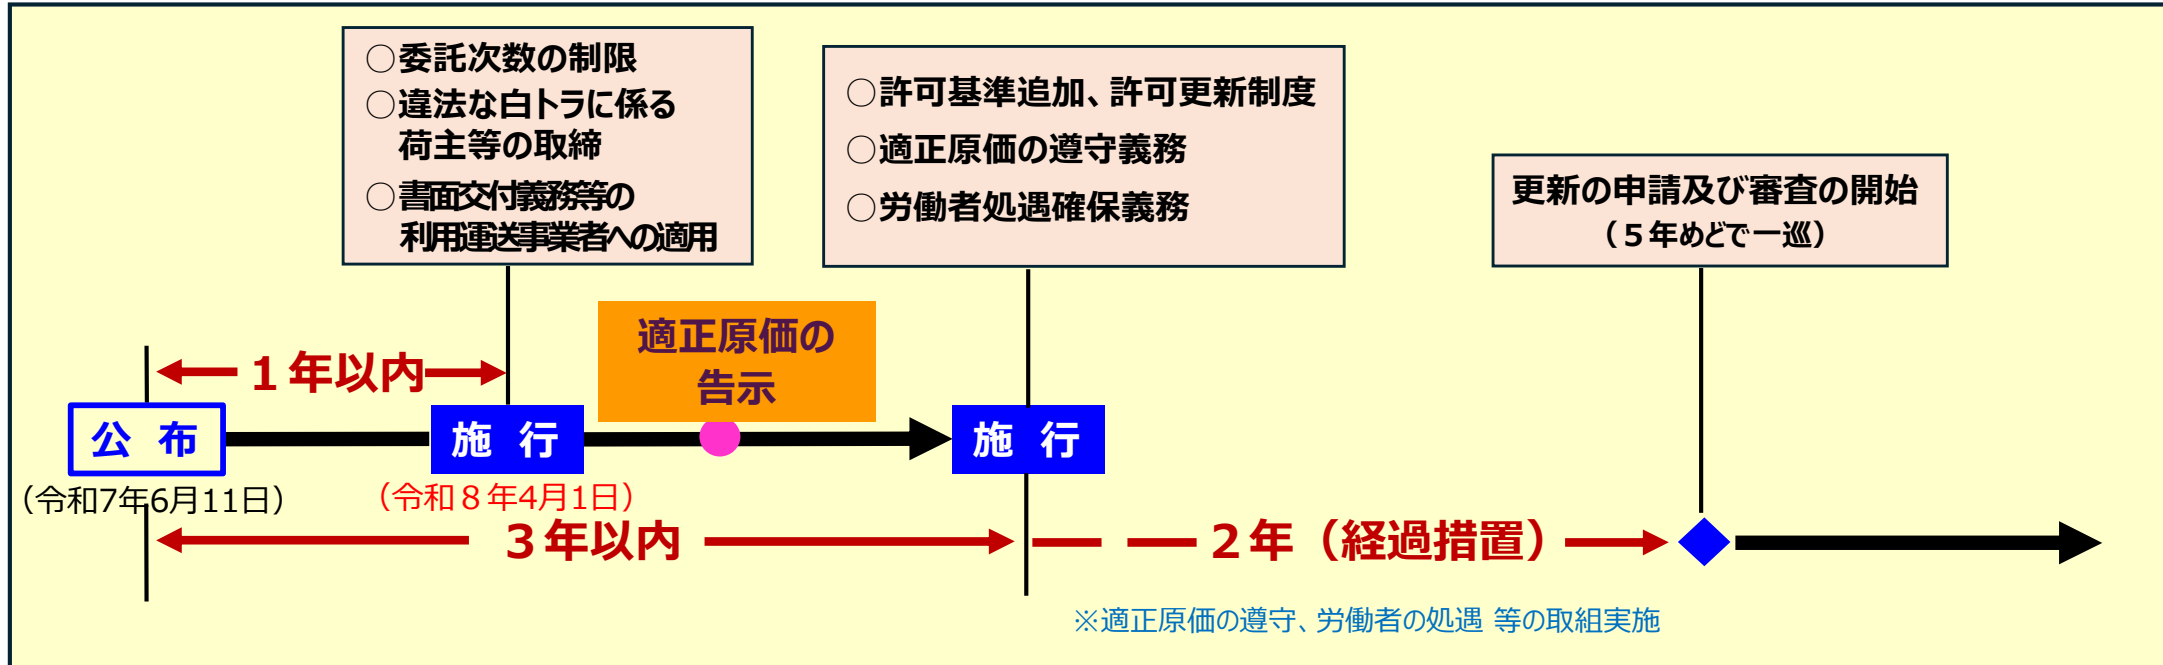 ○委託次数の制限
○違法な白トラに係る
荷主等の取締
○書面交付義務等の
利用運送事業者への適用
○許可基準追加、許可更新制度
○適正原価の遵守義務
○労働者処遇確保義務
更新の申請及び審査の開始
（５年めどで一巡）
適正原価の
告示
１年以内
公 布
施 行
施 行
（令和7年6月11日）
（令和８年4月1日）
３年以内
２年（経過措置）
※適正原価の遵守、労働者の処遇 等の取組実施